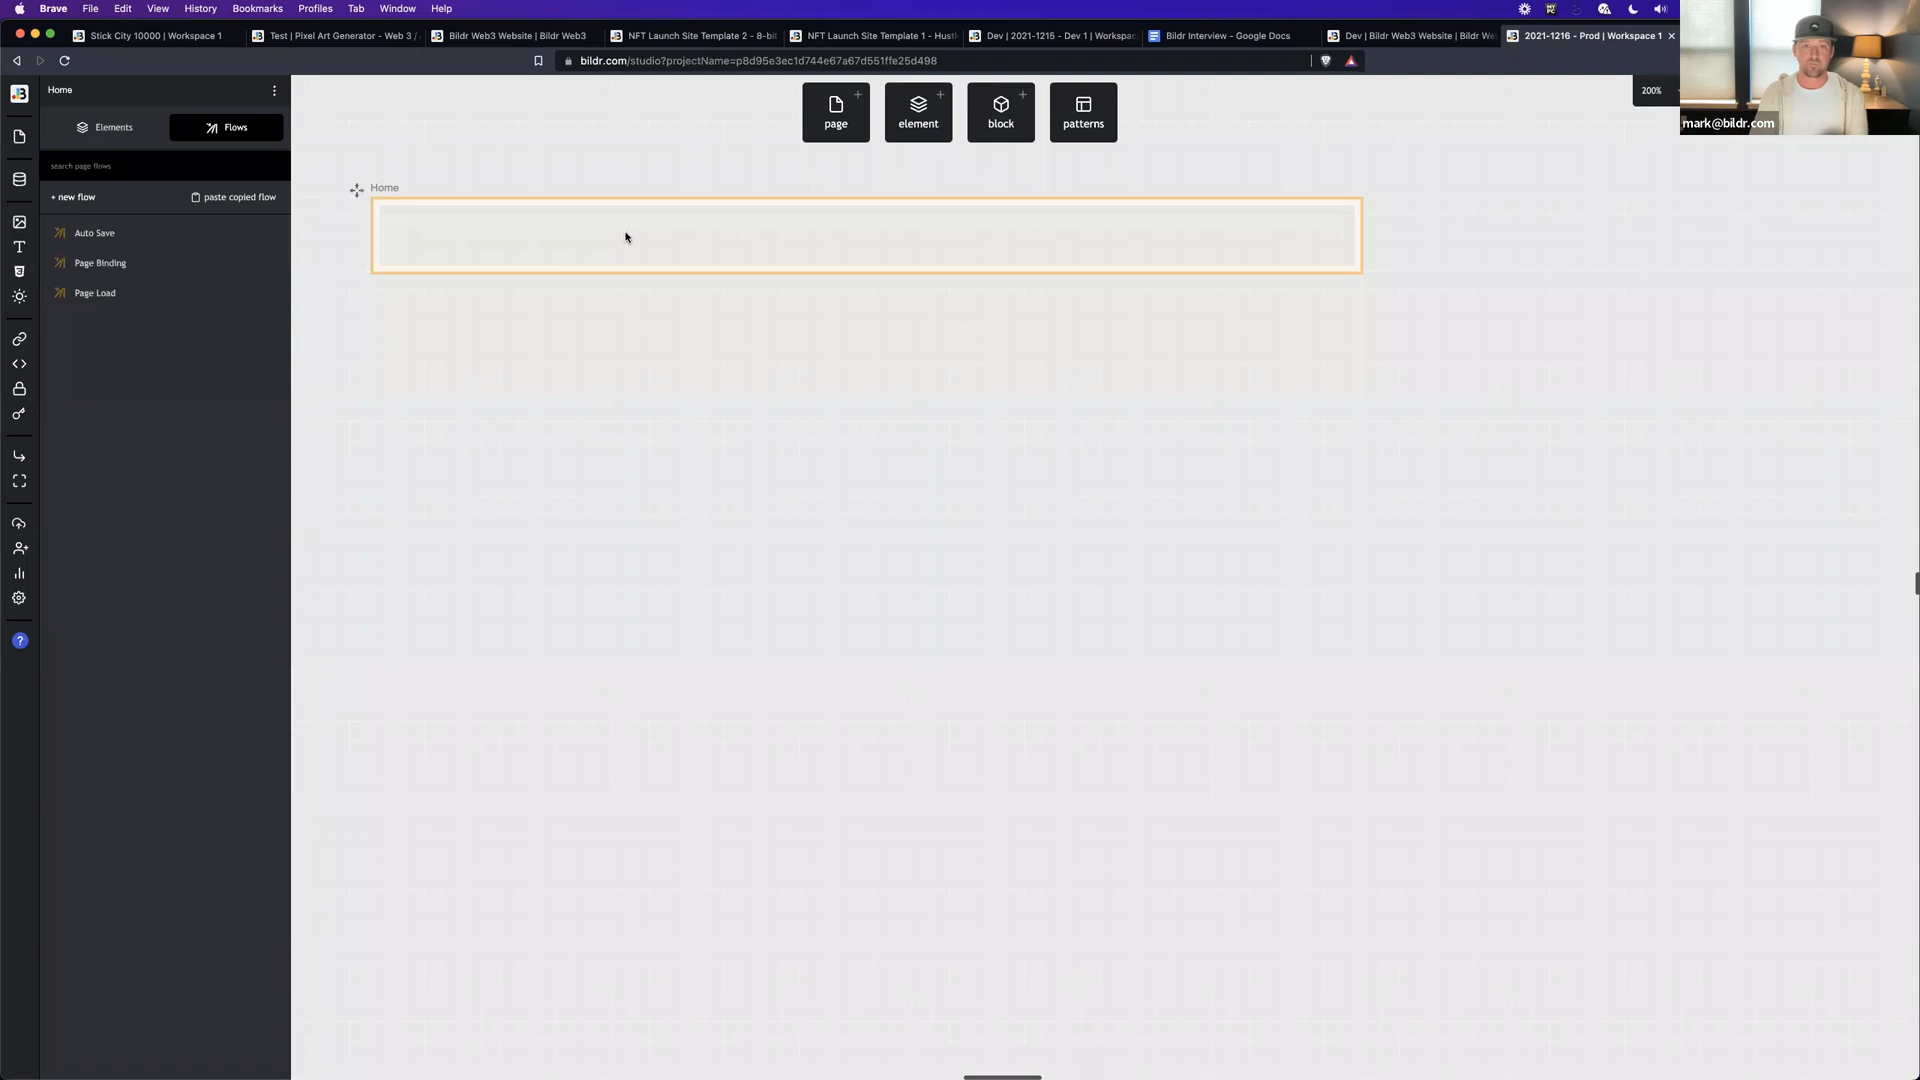 Brave File Edit View History Bookmarks Profiles Tab Window Help
Stick City 10000 | Workspace 1
Test | Pixel Art Generator - Web 3 /
Bildr Web3 Website | Bildr Web3
NFT Launch Site Template 2 - 8-bit
NFT Launch Site Template 1 - Hustl
Dev | 2021-1215 - Dev 1 | Workspac
Bildr Interview - Google Docs
Dev | Bildr Web3 Website | Bildr We
2021-1216 - Prod | Workspace 1
bildr.com/studio?projectName=p8d95e3ec1d744e67a67d551ffe25d498
Home
Elements
Flows
search page flows
+ new flow
paste copied flow
Auto Save
Page Binding
Page Load
?
page
element
block
patterns
200%
Home
mark@bildr.com